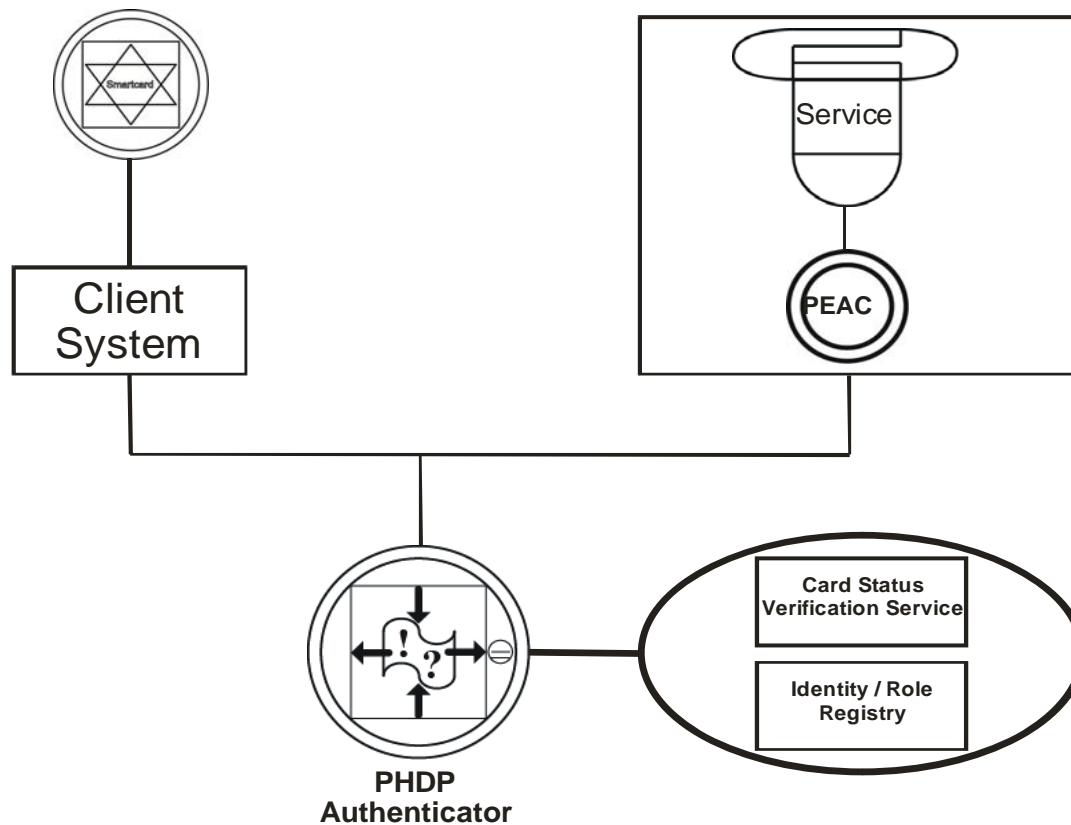 Smartcard
Service
Client
System
PEAC
Card Status
Verification Service
Identity / Role
Registry
! ?
PHDP
Authenticator